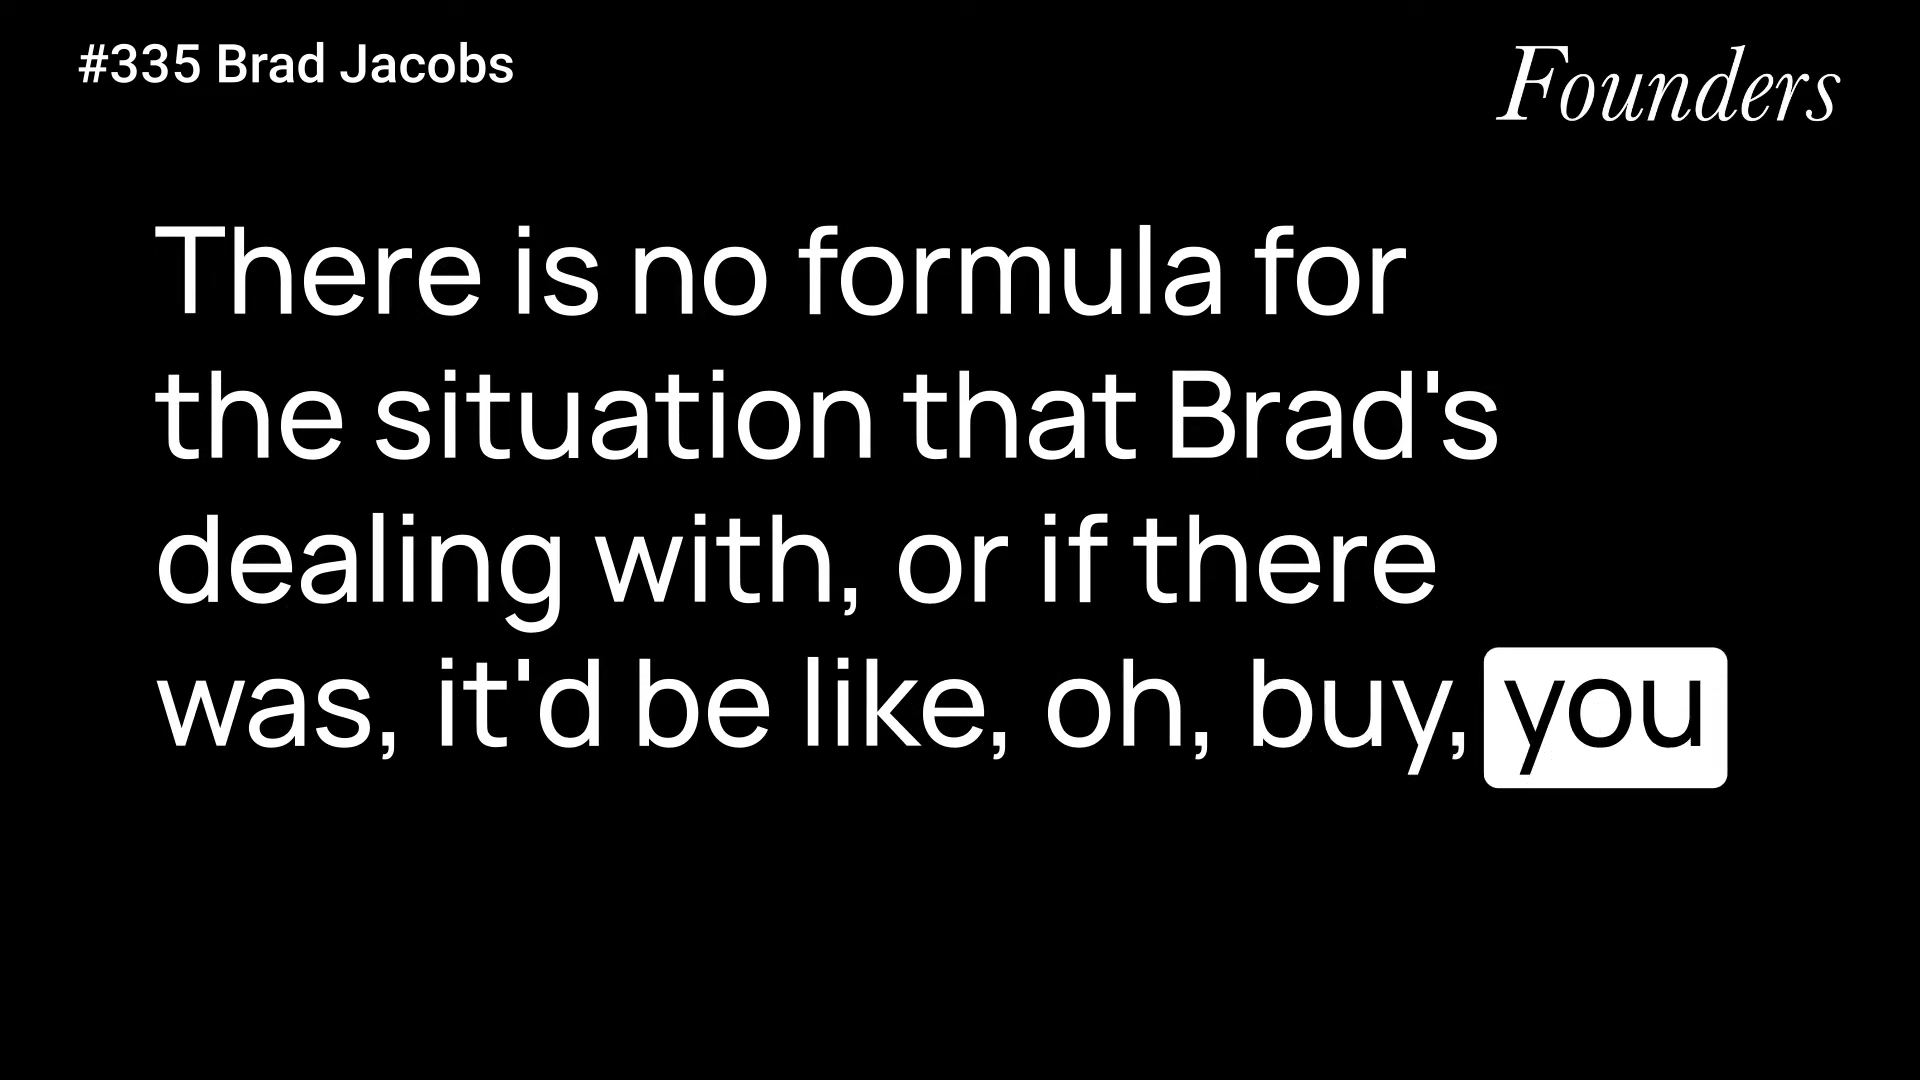 #335 Brad Jacobs
Founders
There is no formula for
the situation that Brad's
dealing with, or if there
was, it'd be like, oh, buy, you